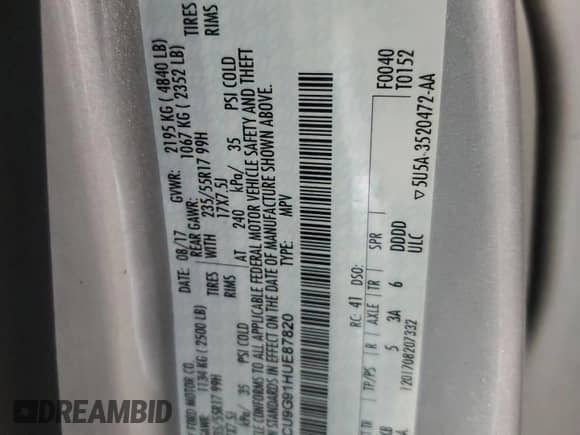 FORD MOTOR CO.
DATE: 08/17 GVWR: 2195 KG ( 4840 LB)
1134 KG ( 2500 LB) REAR GAWR: 1067 KG ( 2352 LB)
55R17 99H TIRES WITH 235/55R17 99H TIRES
17X7.5J RIMS 17X7.5J RIMS
kPa/ 35 PSI COLD AT 240 kPa/ 35 PSI COLD
CONFORMS TO ALL APPLICABLE FEDERAL MOTOR VEHICLE SAFETY AND THEFT
STANDARDS IN EFFECT ON THE DATE OF MANUFACTURE SHOWN ABOVE.
CU9G91HUE87820 TYPE: MPV
F0040
T0152
RC: 41 DSO:
TP/PS R AXLE TR SPR
5 3A 6 DDDD
ULC
1201708207332
▽5U5A-3520472-AA
DREAMBID